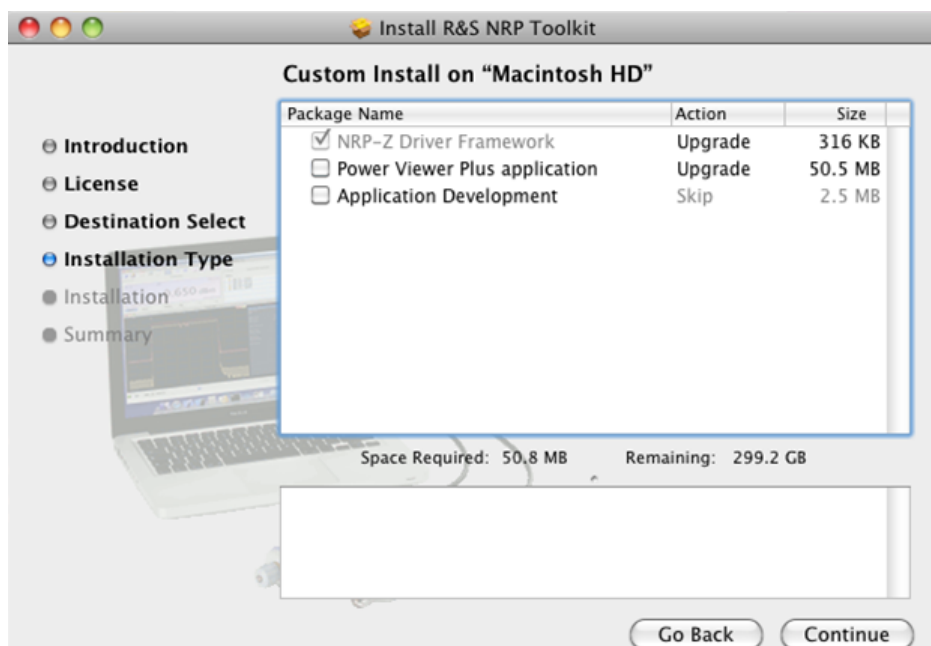 Install R&S NRP Toolkit
Custom Install on “Macintosh HD”
Introduction
License
Destination Select
Installation Type
Installation
Summary
Package Name Action Size
NRP-Z Driver Framework Upgrade 316 KB
Power Viewer Plus application Upgrade 50.5 MB
Application Development Skip 2.5 MB
Space Required: 50.8 MB Remaining: 299.2 GB
Go Back Continue